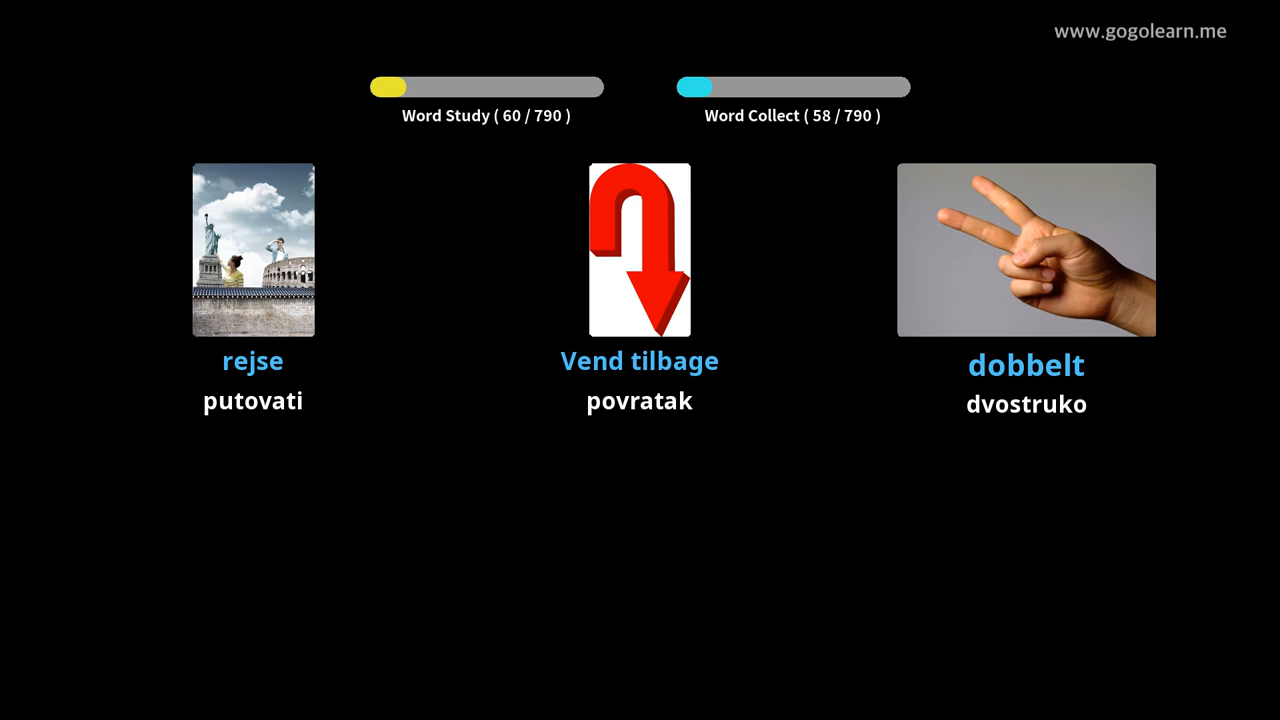 www.gogolearn.me
Word Study ( 60 / 790 )
Word Collect ( 58 / 790 )
rejse
Vend tilbage
dobbelt
putovati
povratak
dvostruko